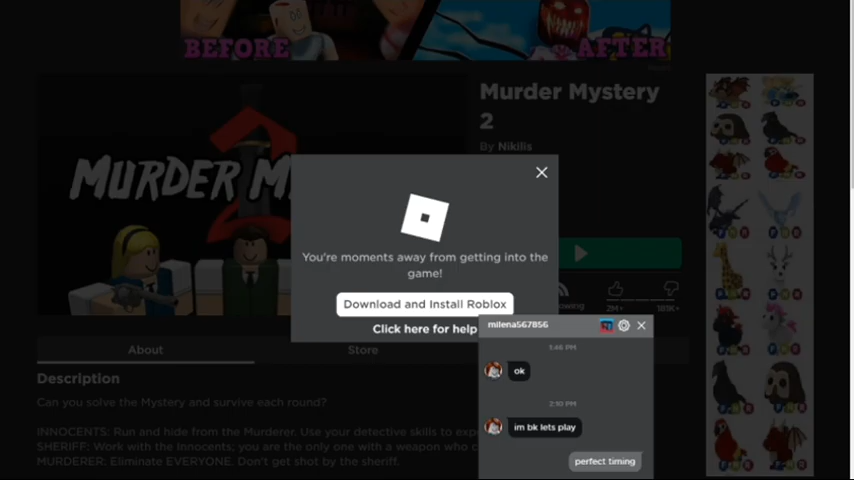 BEFORE
AFTER
Murder Mystery
2
By Nikilis
MURDER M
2
You're moments away from getting into the
game!
Download and Install Roblox
Click here for help
2M+
milena567856
1:46 PM
ok
2:10 PM
im bk lets play
perfect timing
About
Store
Description
Can you solve the Mystery and survive each round?
INNOCENTS: Run and hide from the Murderer. Use your detective skills to exp
SHERIFF: Work with the Innocents; you are the only one with a weapon who c
MURDERER: Eliminate EVERYONE. Don't get shot by the sheriff.